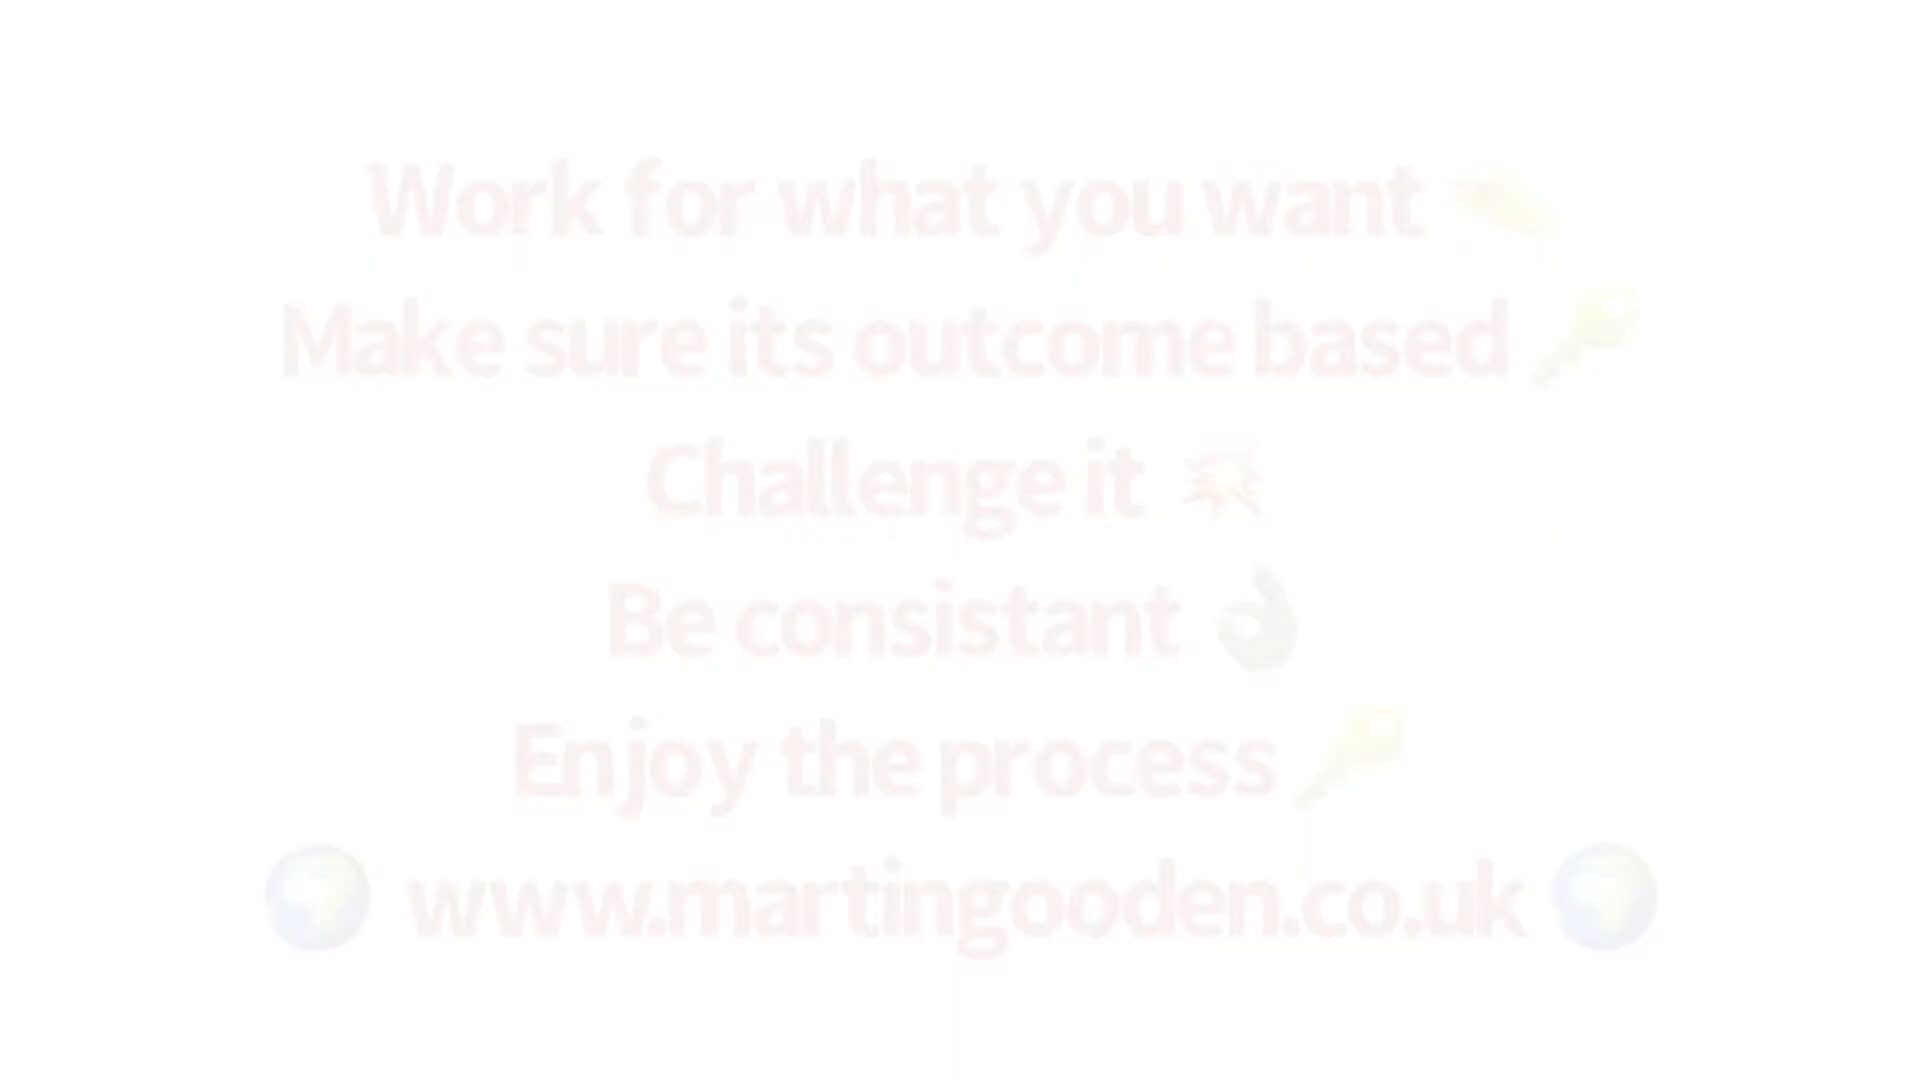 Work for what you want
Make sure its outcome based
Challenge it
Be consistant
Enjoy the process
www.martingooden.co.uk